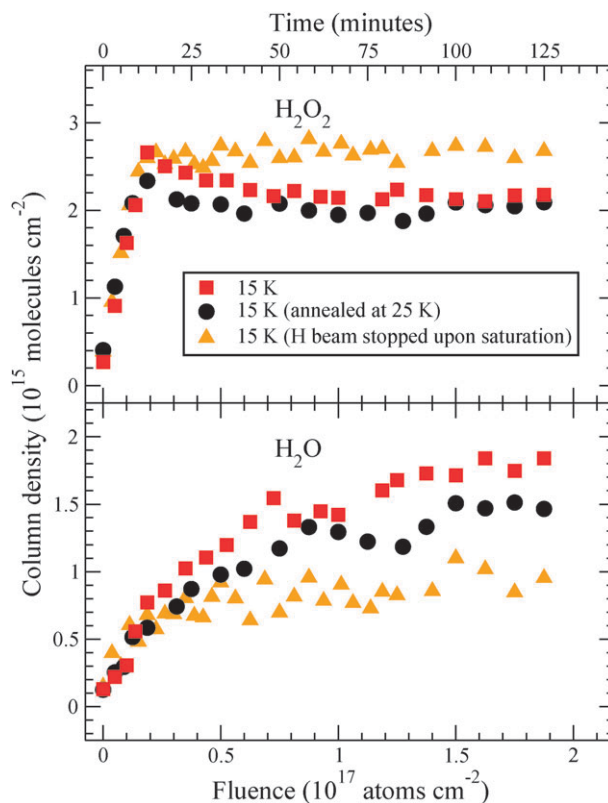 Time (minutes)
0 25 50 75 100 125
H2O2
3
2
1
0
15 K
15 K (annealed at 25 K)
15 K (H beam stopped upon saturation)
Column density (10^15 molecules cm^-2)
H2O
2
1.5
1
0.5
0
0 0.5 1 1.5 2
Fluence (10^17 atoms cm^-2)